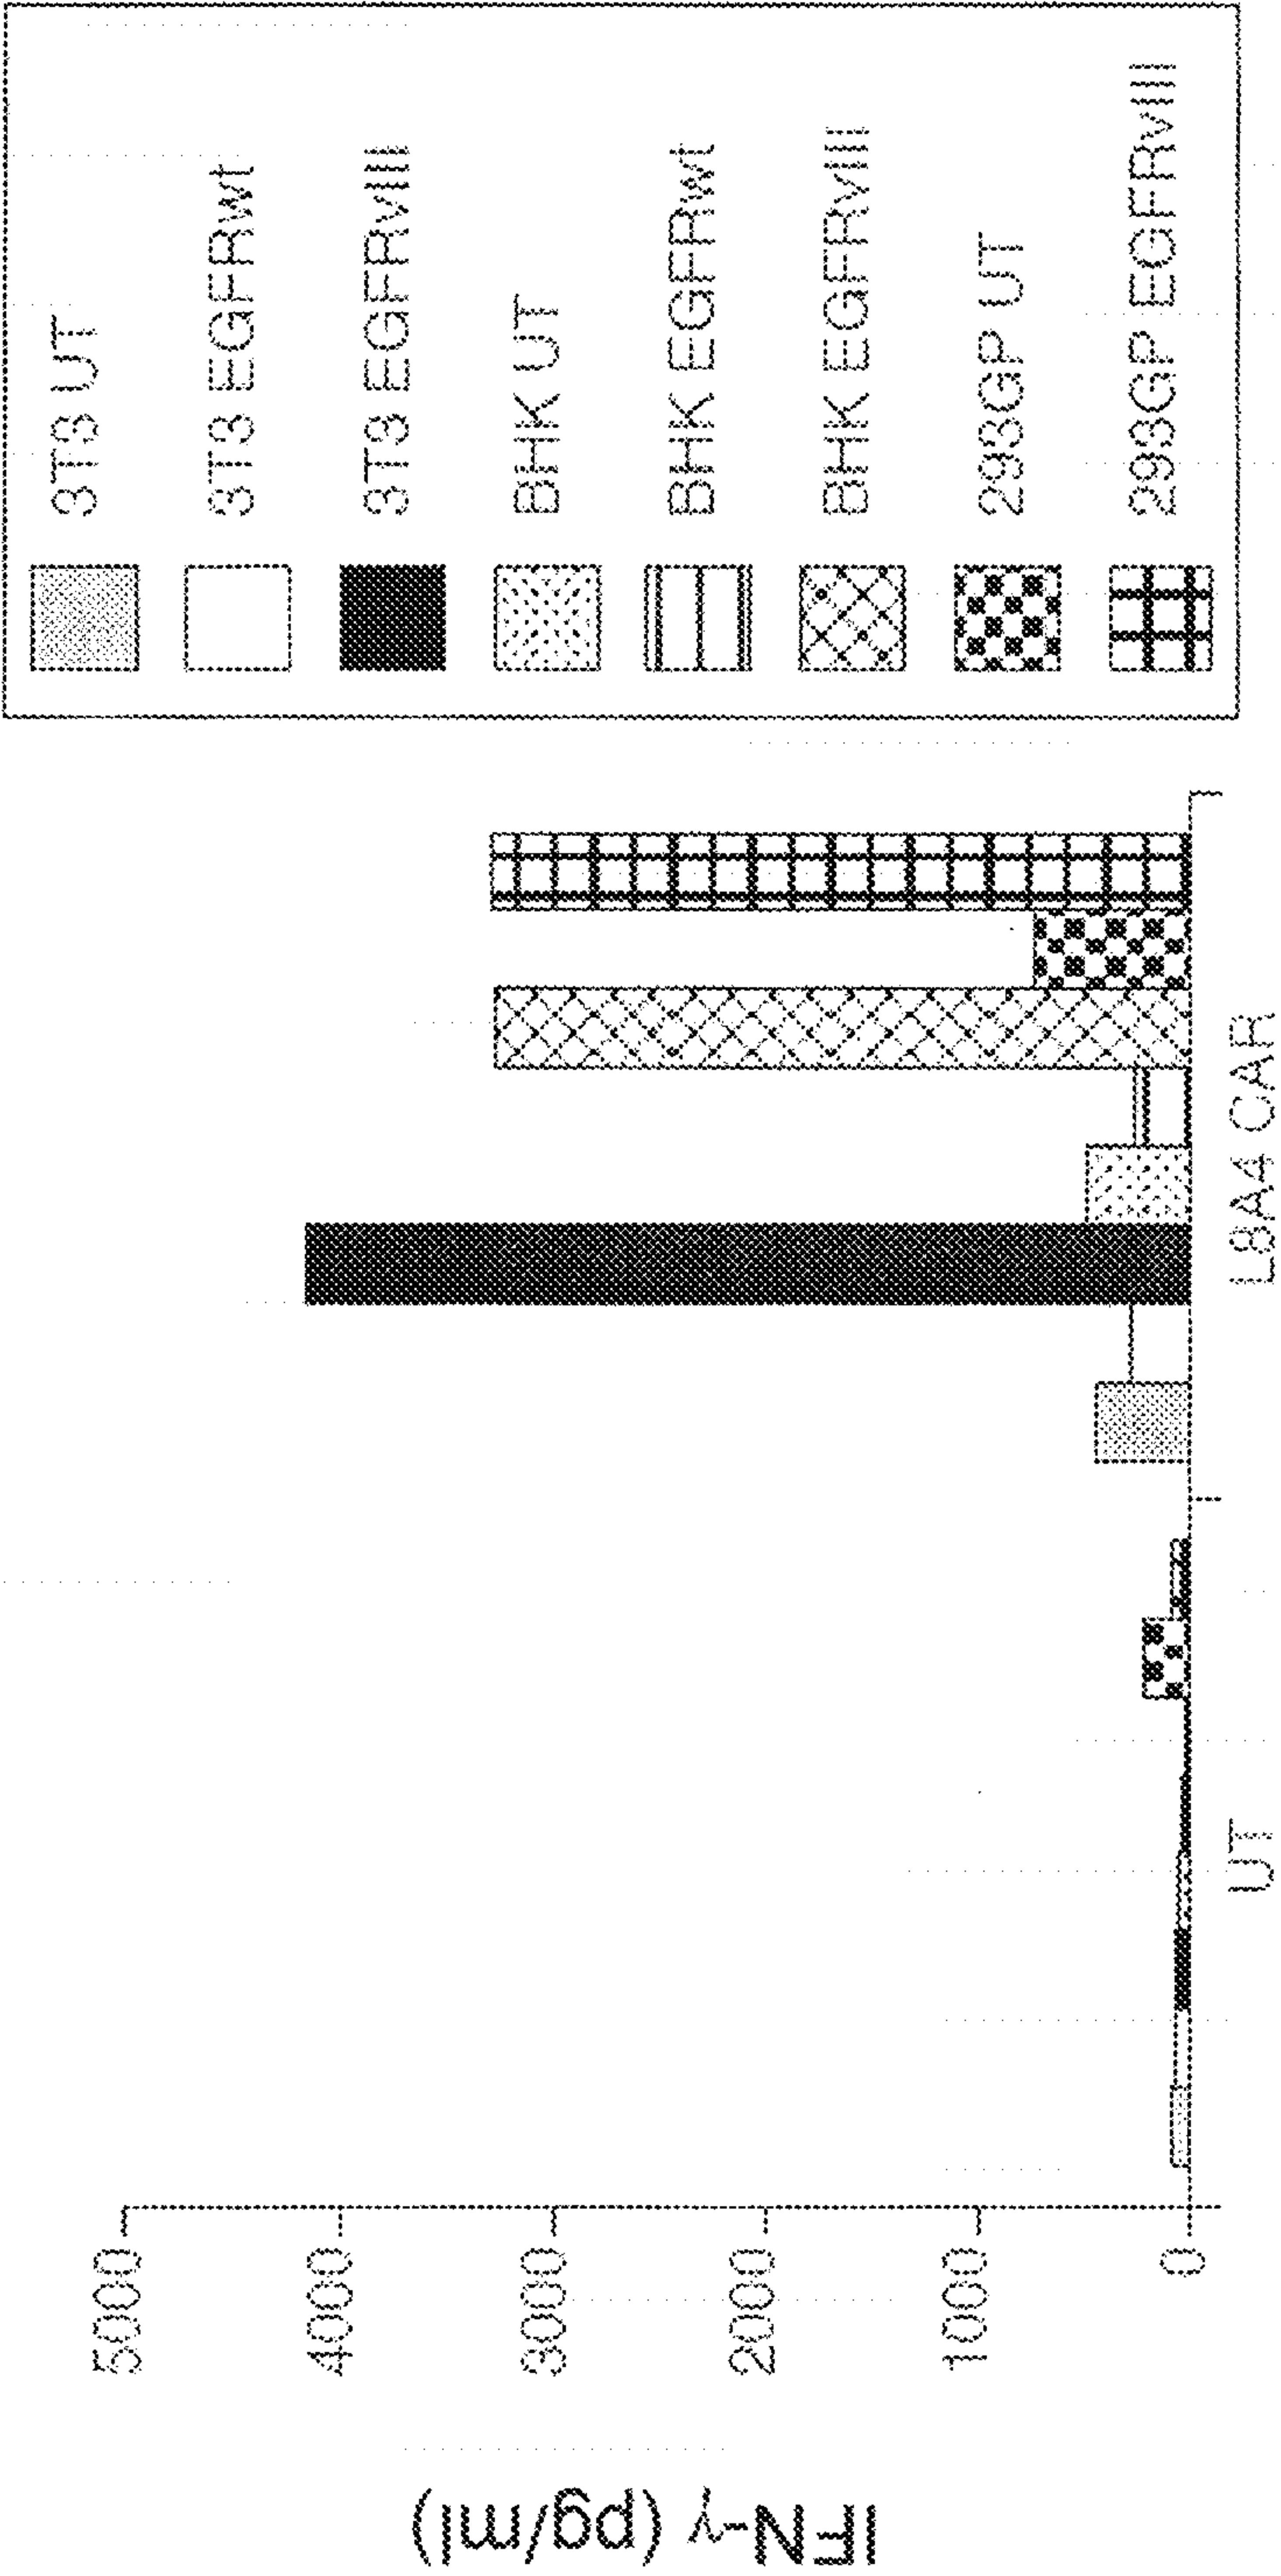 IFN-γ (pg/ml)
5000
4000
3000
2000
1000
0
UT
L8A4 CAR
3T3 UT
3T3 EGFRwt
3T3 EGFRvIII
BHK UT
BHK EGFRwt
BHK EGFRvIII
293GP UT
293GP EGFRvIII